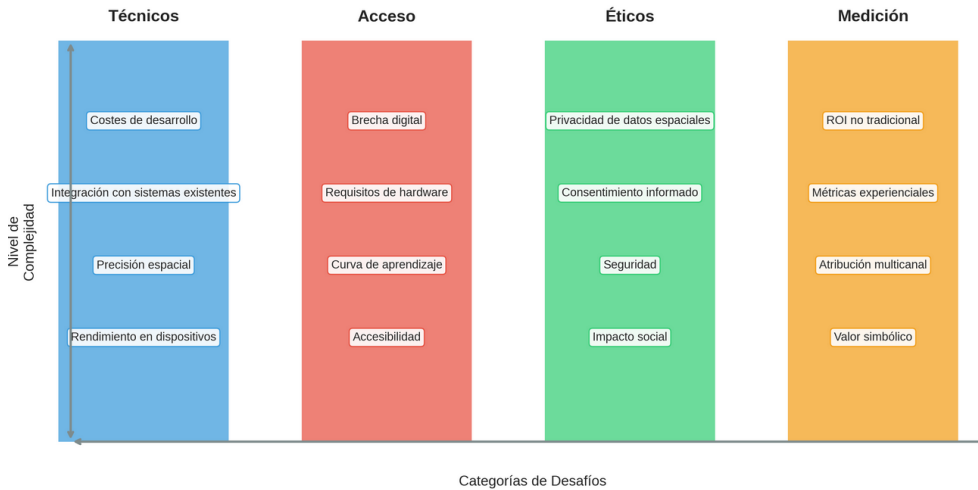 Técnicos
Acceso
Éticos
Medición
Costes de desarrollo
Brecha digital
Privacidad de datos espaciales
ROI no tradicional
Integración con sistemas existentes
Requisitos de hardware
Consentimiento informado
Métricas experienciales
Precisión espacial
Curva de aprendizaje
Seguridad
Atribución multicanal
Rendimiento en dispositivos
Accesibilidad
Impacto social
Valor simbólico
Nivel de
Complejidad
Categorías de Desafíos